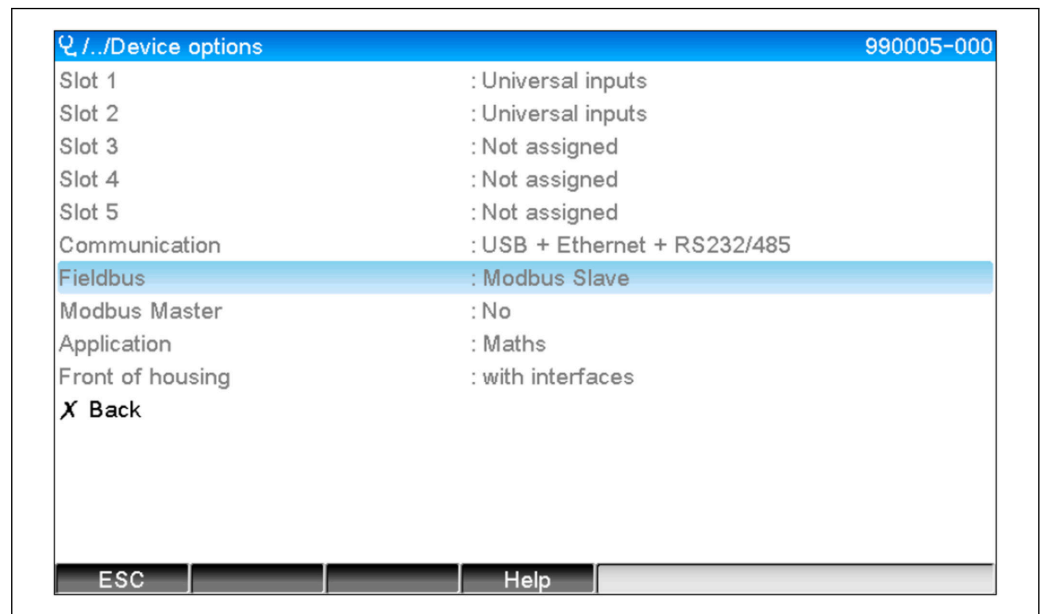 /../Device options 990005-000
Slot 1 : Universal inputs
Slot 2 : Universal inputs
Slot 3 : Not assigned
Slot 4 : Not assigned
Slot 5 : Not assigned
Communication : USB + Ethernet + RS232/485
Fieldbus : Modbus Slave
Modbus Master : No
Application : Maths
Front of housing : with interfaces
X Back
ESC Help